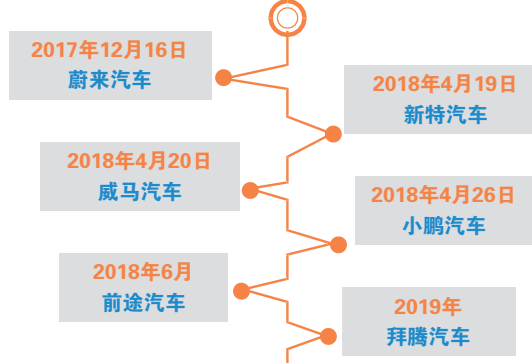 2017年12月16日
蔚来汽车
2018年4月19日
新特汽车
2018年4月20日
威马汽车
2018年4月26日
小鹏汽车
2018年6月
前途汽车
2019年
拜腾汽车